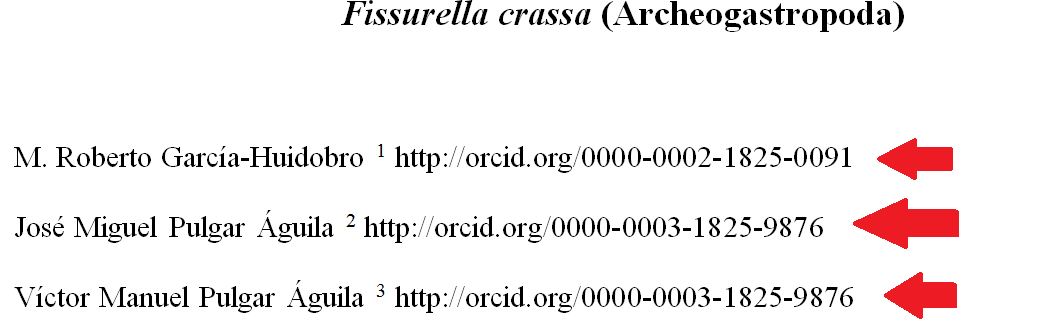 Fissurella crassa (Archeogastropoda)
M. Roberto García-Huidobro ¹ http://orcid.org/0000-0002-1825-0091
José Miguel Pulgar Águila ² http://orcid.org/0000-0003-1825-9876
Víctor Manuel Pulgar Águila ³ http://orcid.org/0000-0003-1825-9876